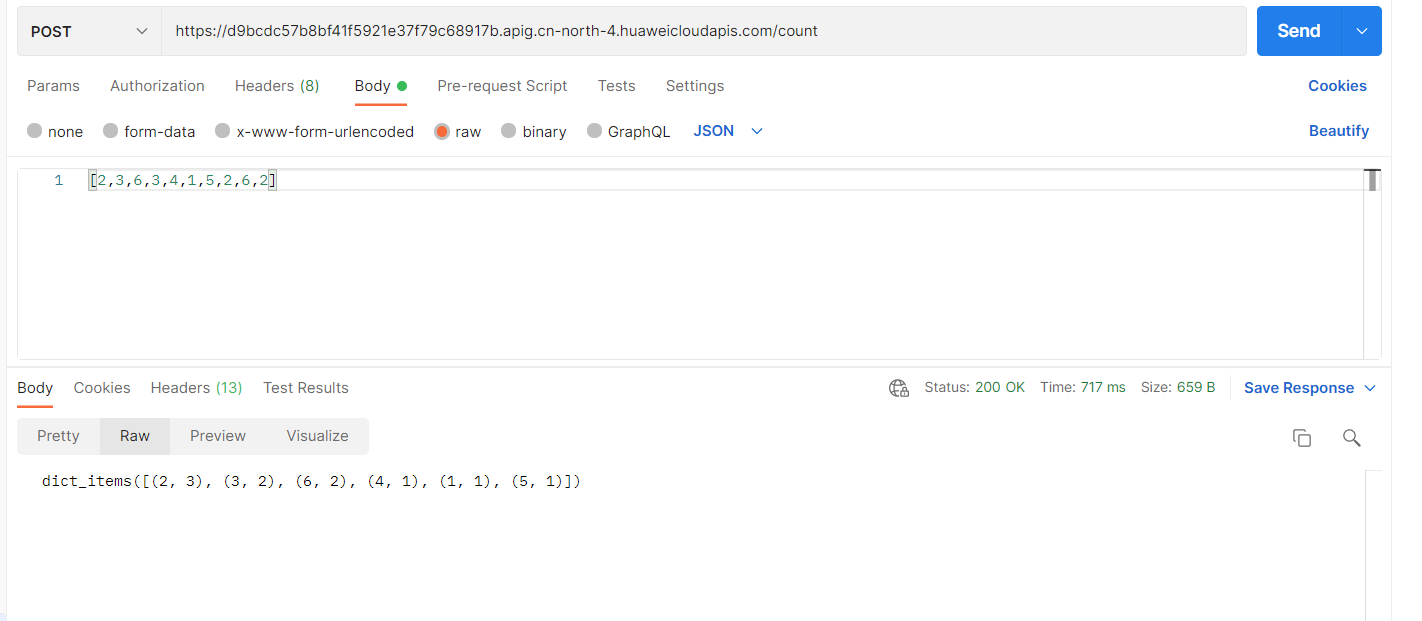 POST https://d9bcdc57b8bf41f5921e37f79c68917b.apig.cn-north-4.huaweicloudapis.com/count Send
Params Authorization Headers (8) Body Pre-request Script Tests Settings Cookies
none form-data x-www-form-urlencoded raw binary GraphQL JSON Beautify
1 [2,3,6,3,4,1,5,2,6,2]
Body Cookies Headers (13) Test Results Status: 200 OK Time: 717 ms Size: 659 B Save Response
Pretty Raw Preview Visualize
dict_items([(2, 3), (3, 2), (6, 2), (4, 1), (1, 1), (5, 1)])